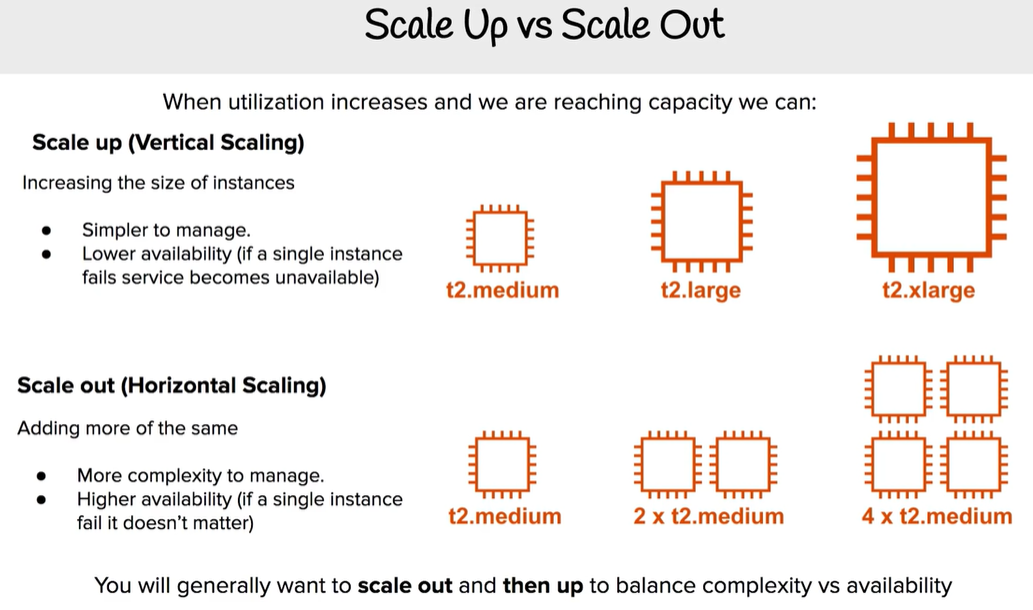 Scale Up vs Scale Out
When utilization increases and we are reaching capacity we can:
Scale up (Vertical Scaling)
Increasing the size of instances
● Simpler to manage.
● Lower availability (if a single instance
fails service becomes unavailable)
t2.medium
t2.large
t2.xlarge
Scale out (Horizontal Scaling)
Adding more of the same
● More complexity to manage.
● Higher availability (if a single instance
fail it doesn't matter)
t2.medium
2 x t2.medium
4 x t2.medium
You will generally want to scale out and then up to balance complexity vs availability